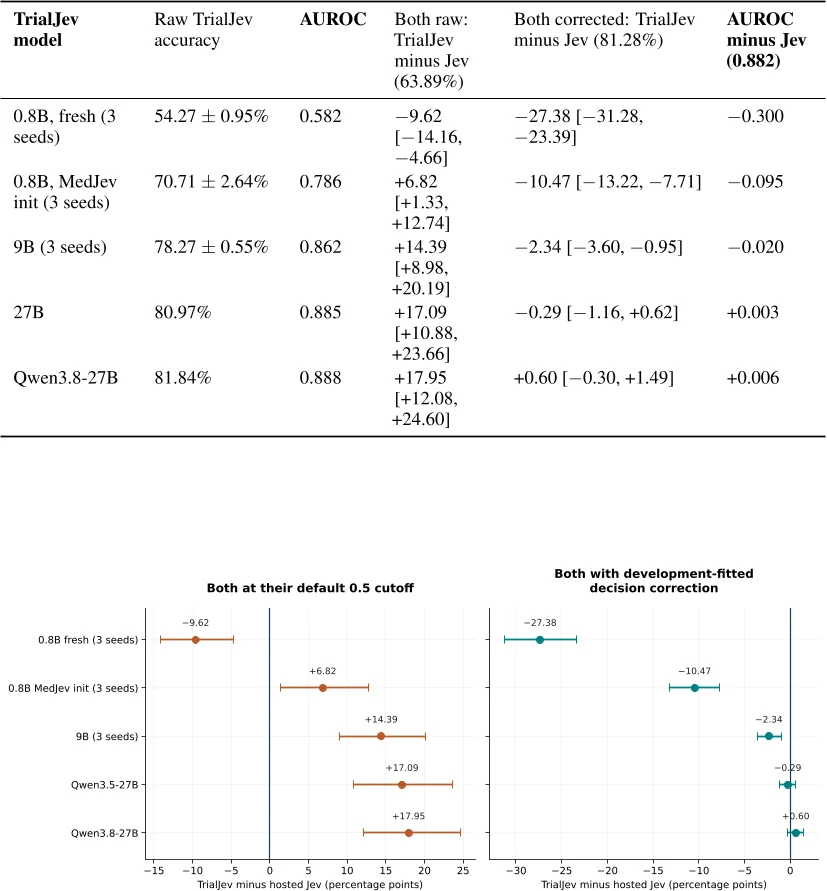 TrialJev model | Raw TrialJev accuracy | AUROC | Both raw: TrialJev minus Jev (63.89%) | Both corrected: TrialJev minus Jev (81.28%) | AUROC minus Jev (0.882)
0.8B, fresh (3 seeds) | 54.27 ± 0.95% | 0.582 | −9.62 [−14.16, −4.66] | −27.38 [−31.28, −23.39] | −0.300
0.8B, MedJev init (3 seeds) | 70.71 ± 2.64% | 0.786 | +6.82 [+1.33, +12.74] | −10.47 [−13.22, −7.71] | −0.095
9B (3 seeds) | 78.27 ± 0.55% | 0.862 | +14.39 [+8.98, +20.19] | −2.34 [−3.60, −0.95] | −0.020
27B | 80.97% | 0.885 | +17.09 [+10.88, +23.66] | −0.29 [−1.16, +0.62] | +0.003
Qwen3.8-27B | 81.84% | 0.888 | +17.95 [+12.08, +24.60] | +0.60 [−0.30, +1.49] | +0.006
Both at their default 0.5 cutoff
0.8B fresh (3 seeds)
−9.62
0.8B MedJev init (3 seeds)
+6.82
9B (3 seeds)
+14.39
Qwen3.5-27B
+17.09
Qwen3.8-27B
+17.95
−15 −10 −5 0 5 10 15 20 25
TrialJev minus hosted Jev (percentage points)
Both with development-fitted
decision correction
−27.38
−10.47
−2.34
−0.29
+0.60
−30 −25 −20 −15 −10 −5 0
TrialJev minus hosted Jev (percentage points)